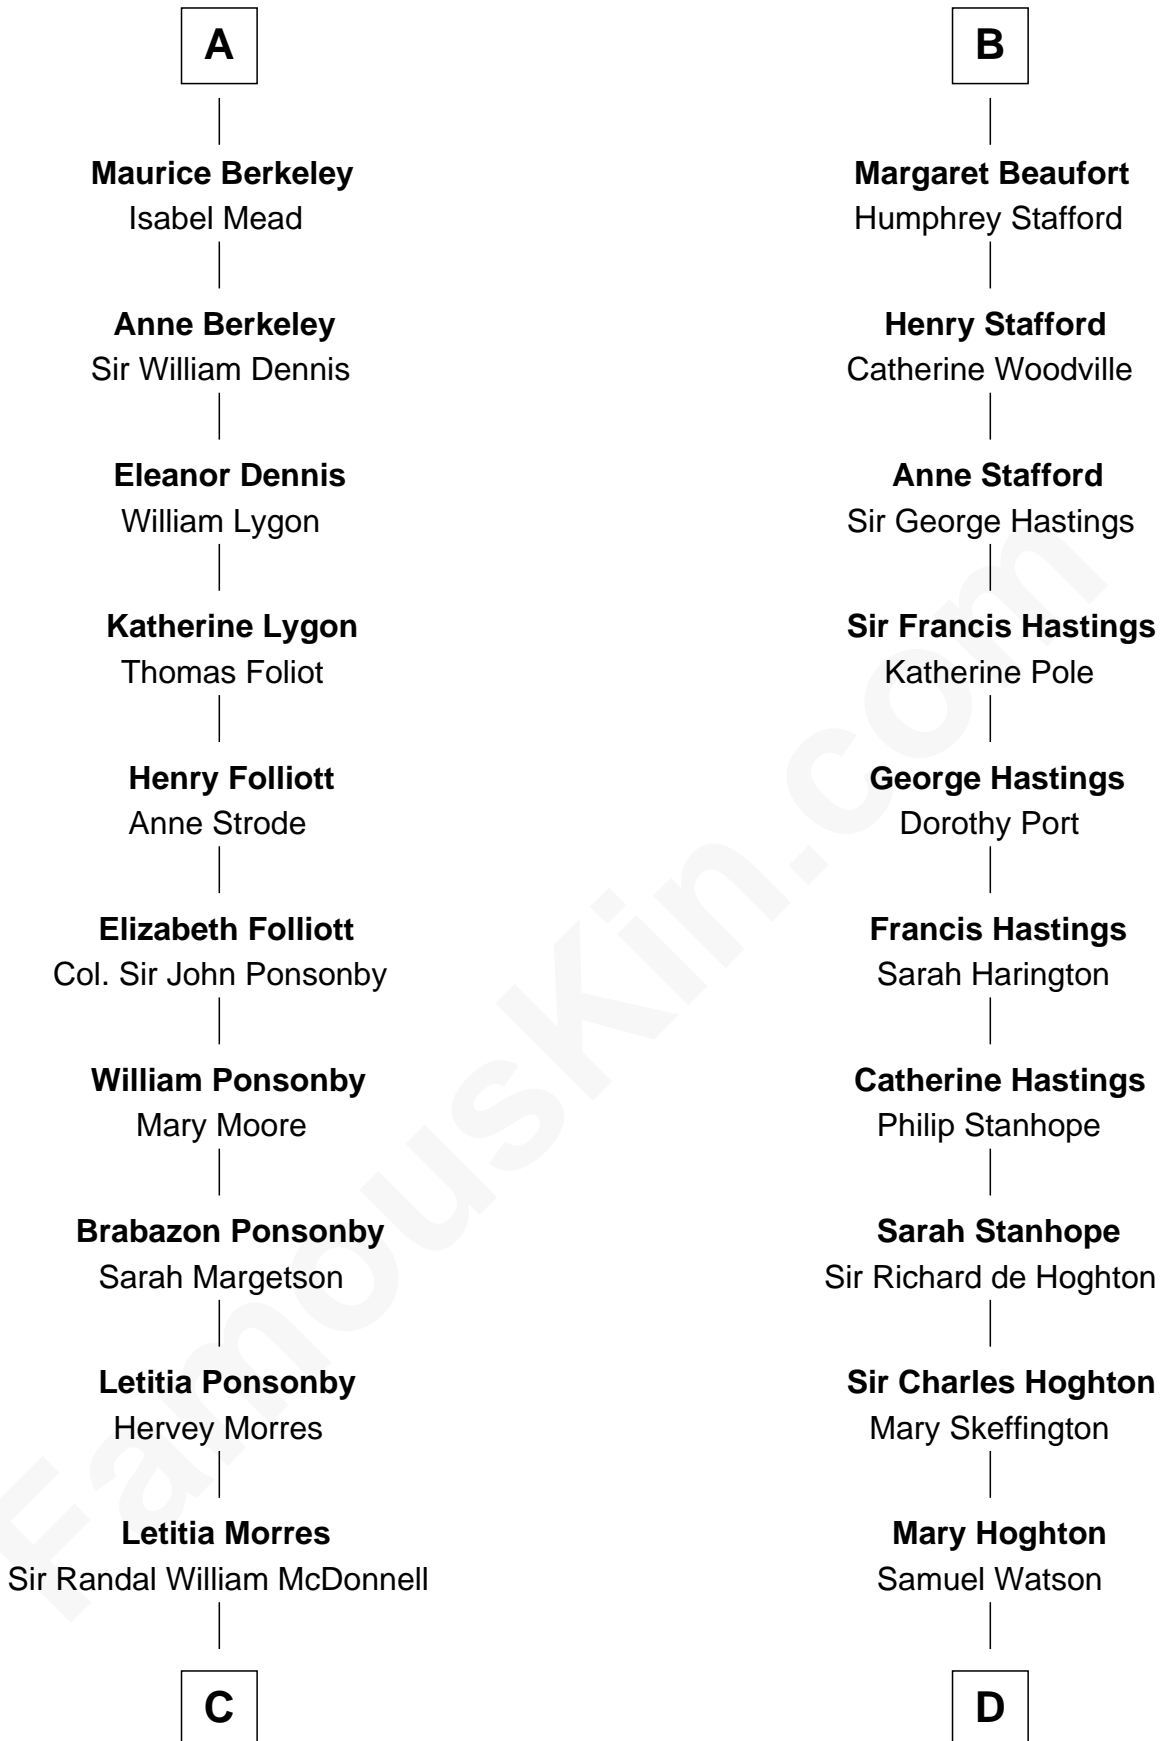 A
Maurice Berkeley
Isabel Mead
Anne Berkeley
Sir William Dennis
Eleanor Dennis
William Lygon
Katherine Lygon
Thomas Foliot
Henry Folliott
Anne Strode
Elizabeth Folliott
Col. Sir John Ponsonby
William Ponsonby
Mary Moore
Brabazon Ponsonby
Sarah Margetson
Letitia Ponsonby
Hervey Morres
Letitia Morres
Sir Randal William McDonnell
C
B
Margaret Beaufort
Humphrey Stafford
Henry Stafford
Catherine Woodville
Anne Stafford
Sir George Hastings
Sir Francis Hastings
Katherine Pole
George Hastings
Dorothy Port
Francis Hastings
Sarah Harington
Catherine Hastings
Philip Stanhope
Sarah Stanhope
Sir Richard de Hoghton
Sir Charles Hoghton
Mary Skeffington
Mary Hoghton
Samuel Watson
D
FamousKin.com